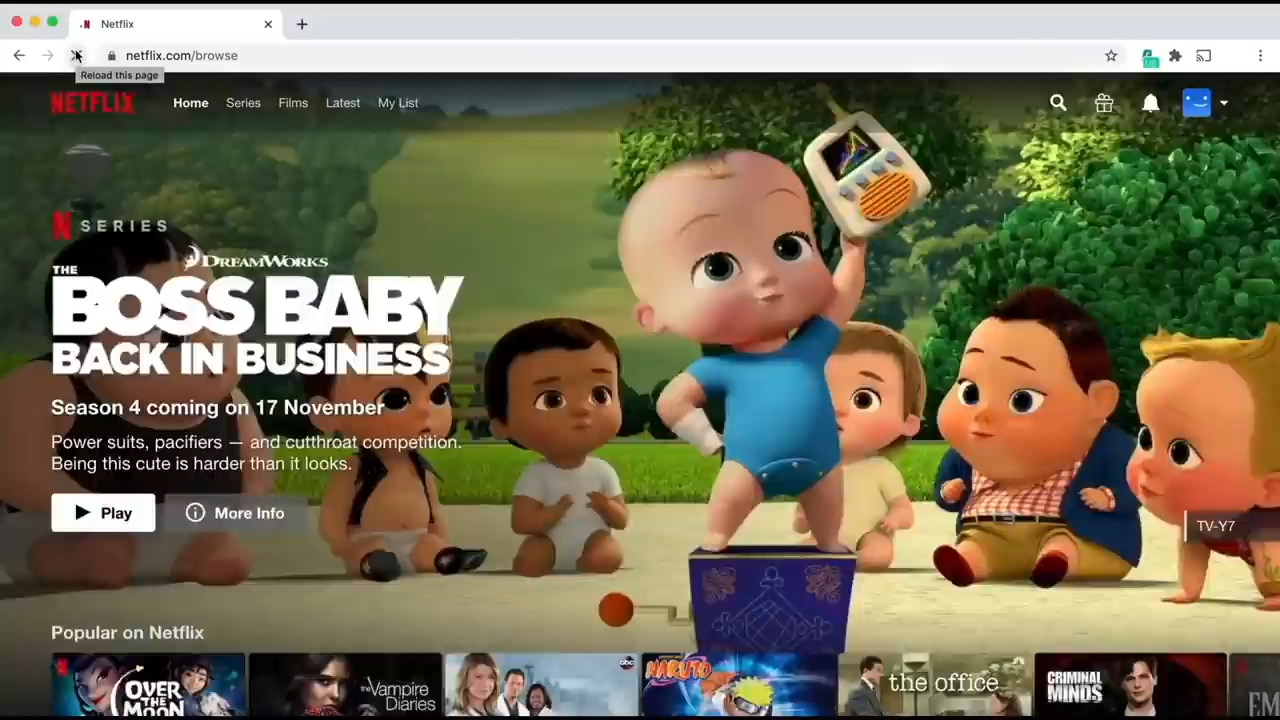 Netflix
netflix.com/browse
Reload this page
NETFLIX
Home Series Films Latest My List
N SERIES
DREAMWORKS
THE
BOSS BABY
BACK IN BUSINESS
Season 4 coming on 17 November
Power suits, pacifiers — and cutthroat competition.
Being this cute is harder than it looks.
Play More Info
TV-Y7
Popular on Netflix
N
OVER
THE
MOON
the Vampire
Diaries
abc
NARUTO
the office
CRIMINAL
MINDS